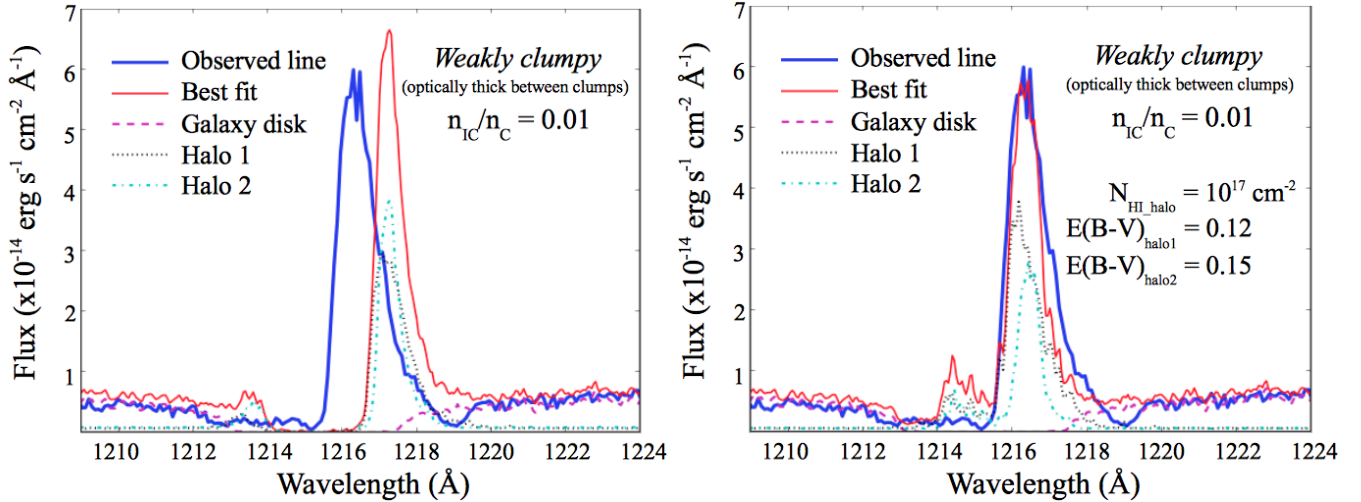 7
6
5
4
3
2
1
Flux (x10⁻¹⁴ erg s⁻¹ cm⁻² Å⁻¹)
Observed line
Best fit
Galaxy disk
Halo 1
Halo 2
Weakly clumpy
(optically thick between clumps)
n_IC/n_C = 0.01
1210 1212 1214 1216 1218 1220 1222 1224
Wavelength (Å)
7
6
5
4
3
2
1
Flux (x10⁻¹⁴ erg s⁻¹ cm⁻² Å⁻¹)
Observed line
Best fit
Galaxy disk
Halo 1
Halo 2
Weakly clumpy
(optically thick between clumps)
n_IC/n_C = 0.01
N_HI_halo = 10¹⁷ cm⁻²
E(B-V)_halo1 = 0.12
E(B-V)_halo2 = 0.15
1210 1212 1214 1216 1218 1220 1222 1224
Wavelength (Å)